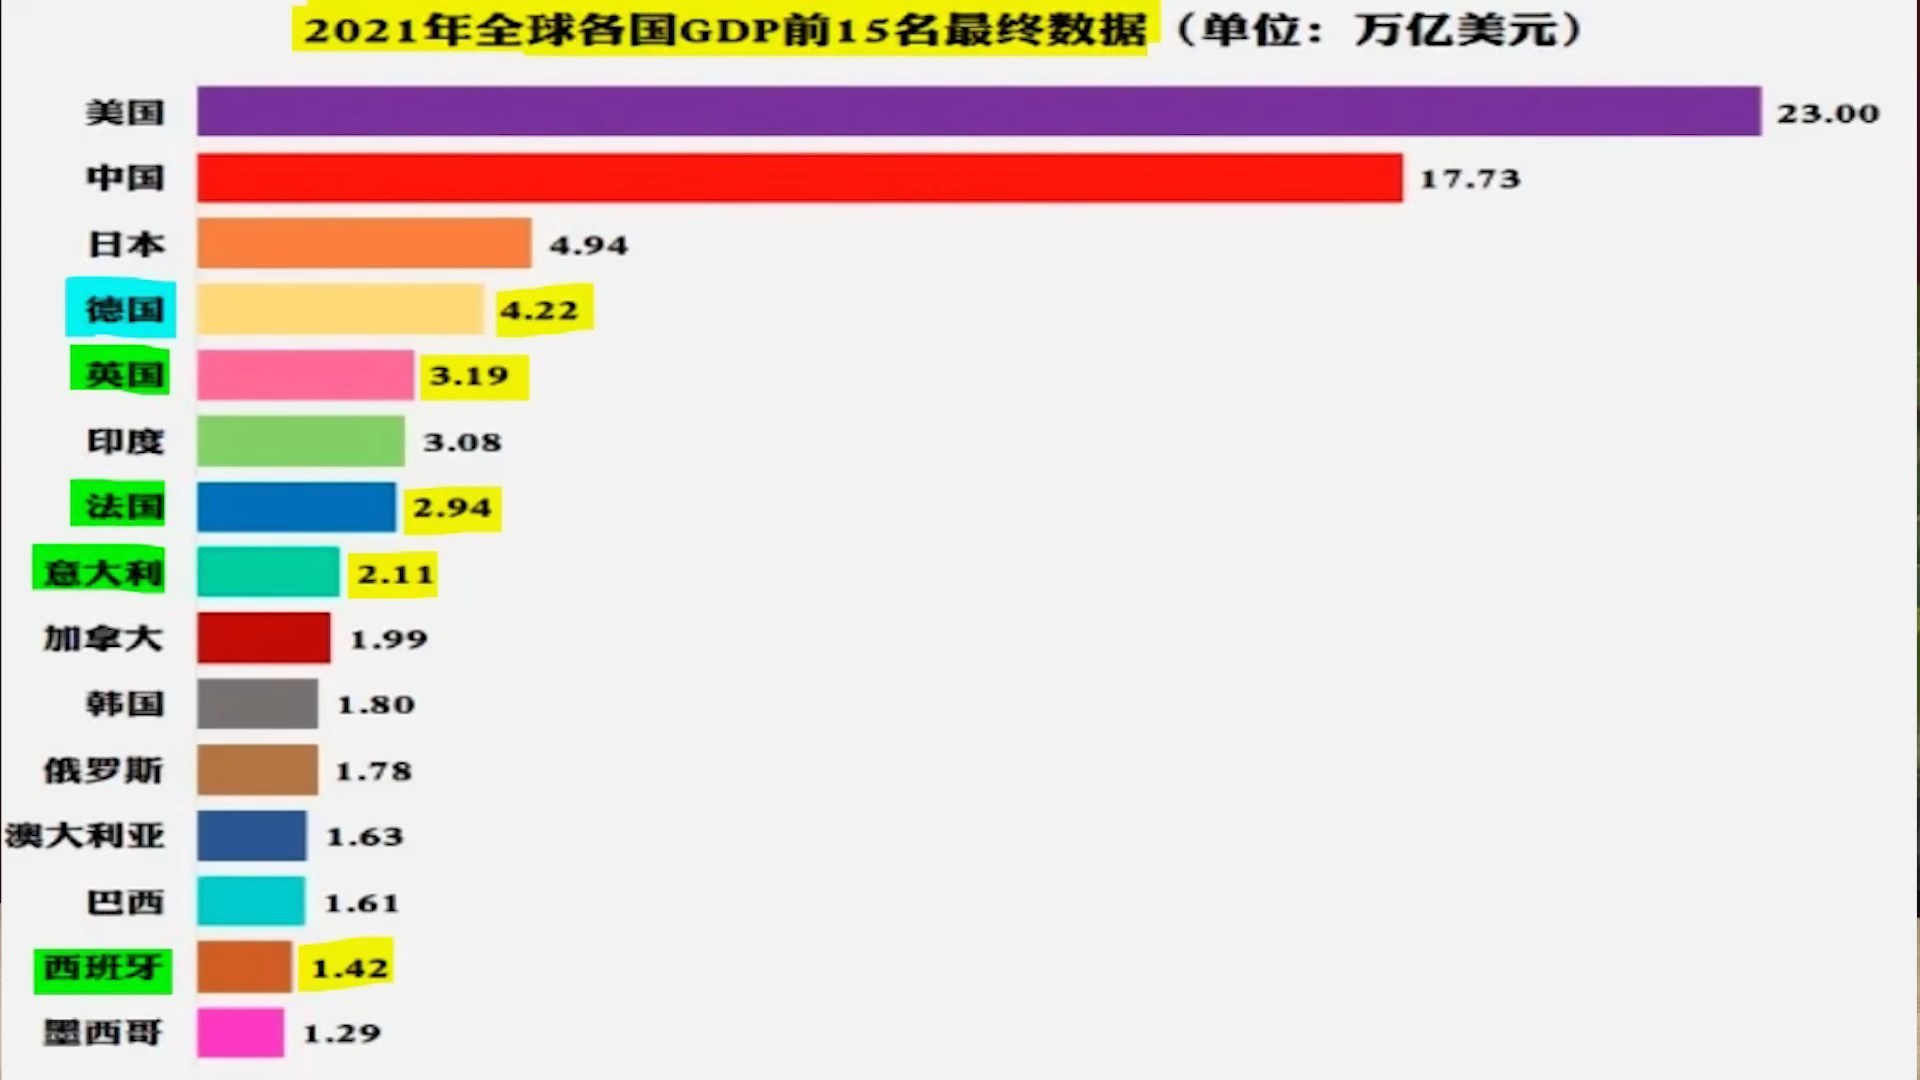 2021年全球各国GDP前15名最终数据（单位：万亿美元）
美国 23.00
中国 17.73
日本 4.94
德国 4.22
英国 3.19
印度 3.08
法国 2.94
意大利 2.11
加拿大 1.99
韩国 1.80
俄罗斯 1.78
澳大利亚 1.63
巴西 1.61
西班牙 1.42
墨西哥 1.29